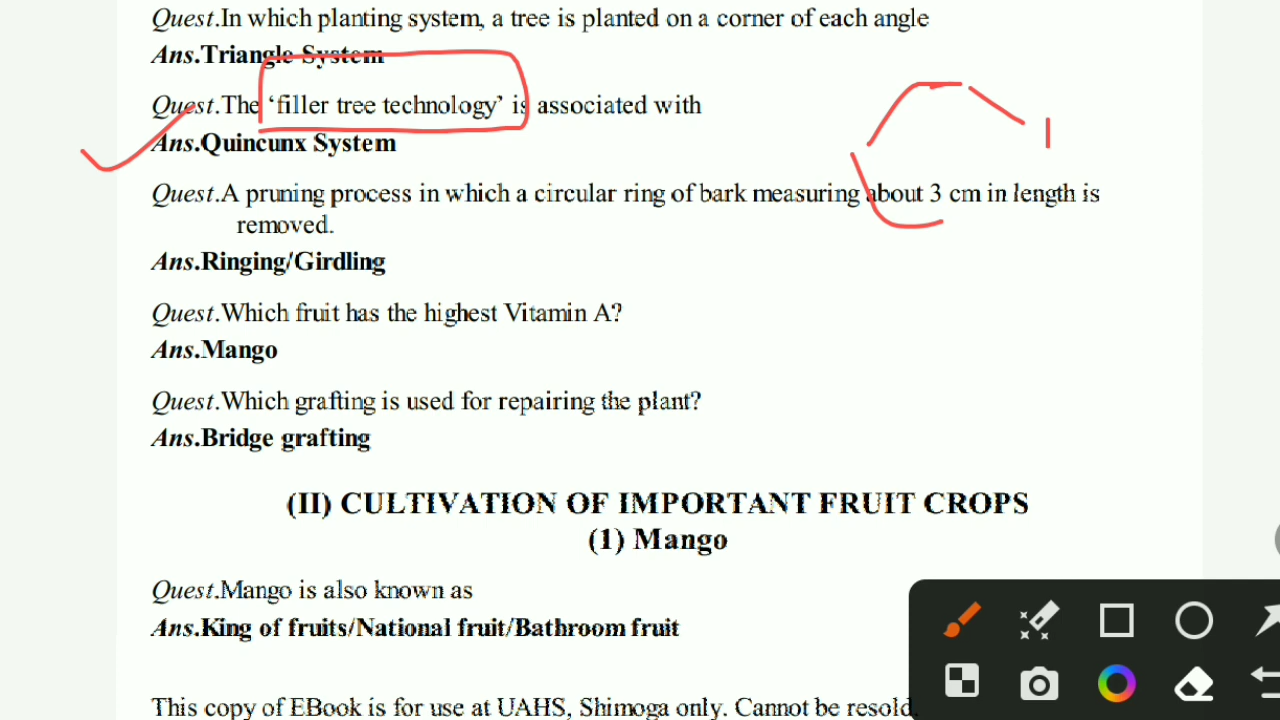 Quest.In which planting system, a tree is planted on a corner of each angle
Ans.Triangle System
Quest.The ‘filler tree technology’ is associated with
Ans.Quincunx System
Quest.A pruning process in which a circular ring of bark measuring about 3 cm in length is
removed.
Ans.Ringing/Girdling
Quest.Which fruit has the highest Vitamin A?
Ans.Mango
Quest.Which grafting is used for repairing the plant?
Ans.Bridge grafting
(II) CULTIVATION OF IMPORTANT FRUIT CROPS
(1) Mango
Quest.Mango is also known as
Ans.King of fruits/National fruit/Bathroom fruit
This copy of EBook is for use at UAHS, Shimoga only. Cannot be resold.